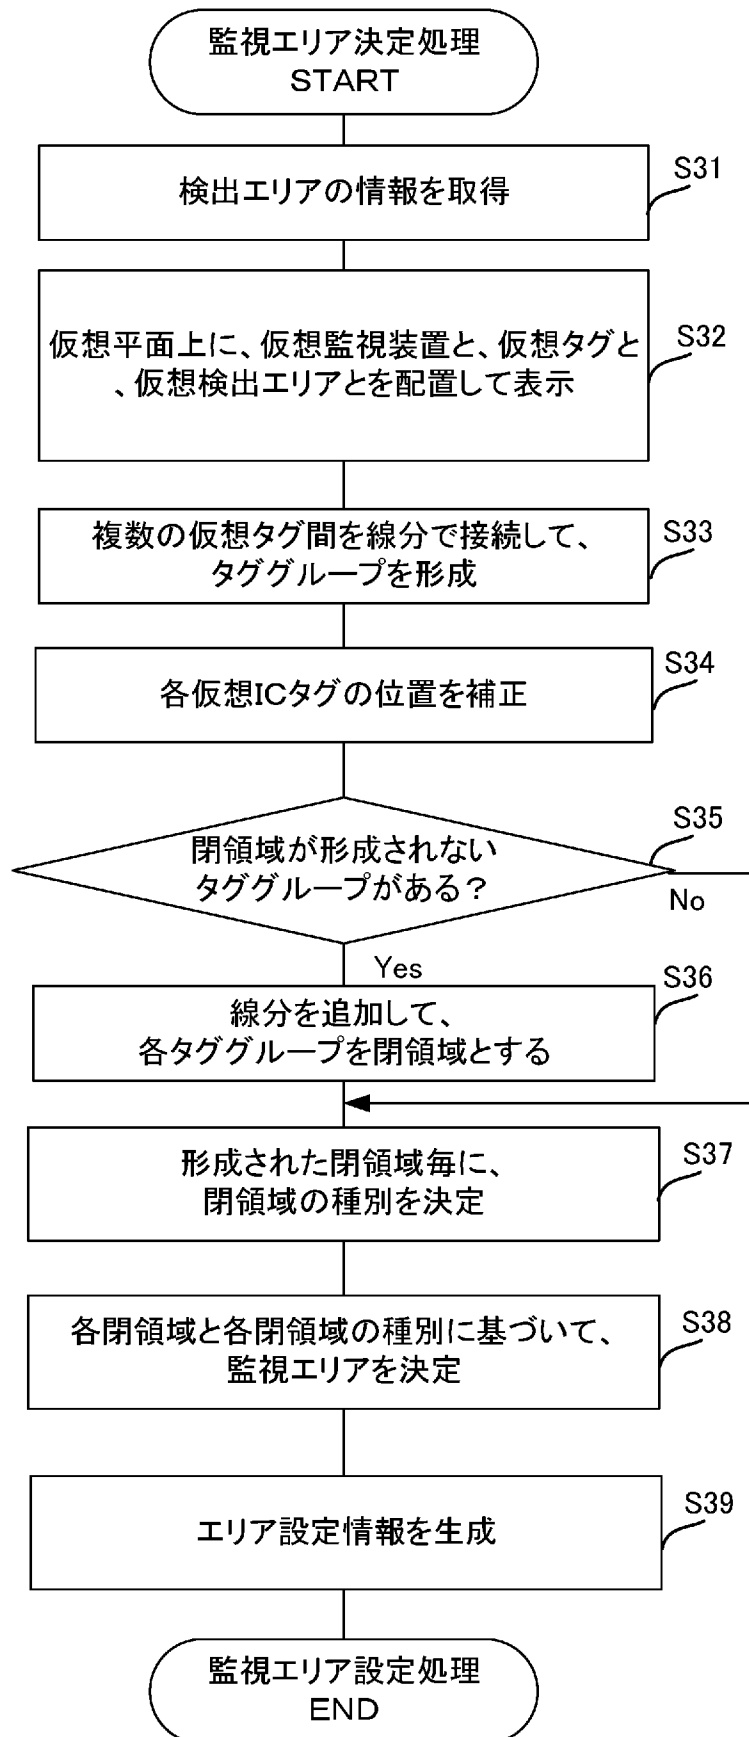 監視エリア決定処理
START
S31
検出エリアの情報を取得
S32
仮想平面上に、仮想監視装置と、仮想タグと
、仮想検出エリアとを配置して表示
S33
複数の仮想タグ間を線分で接続して、
タググループを形成
S34
各仮想ICタグの位置を補正
S35
閉領域が形成されない
タググループがある？
No
Yes
S36
線分を追加して、
各タググループを閉領域とする
S37
形成された閉領域毎に、
閉領域の種別を決定
S38
各閉領域と各閉領域の種別に基づいて、
監視エリアを決定
S39
エリア設定情報を生成
監視エリア設定処理
END